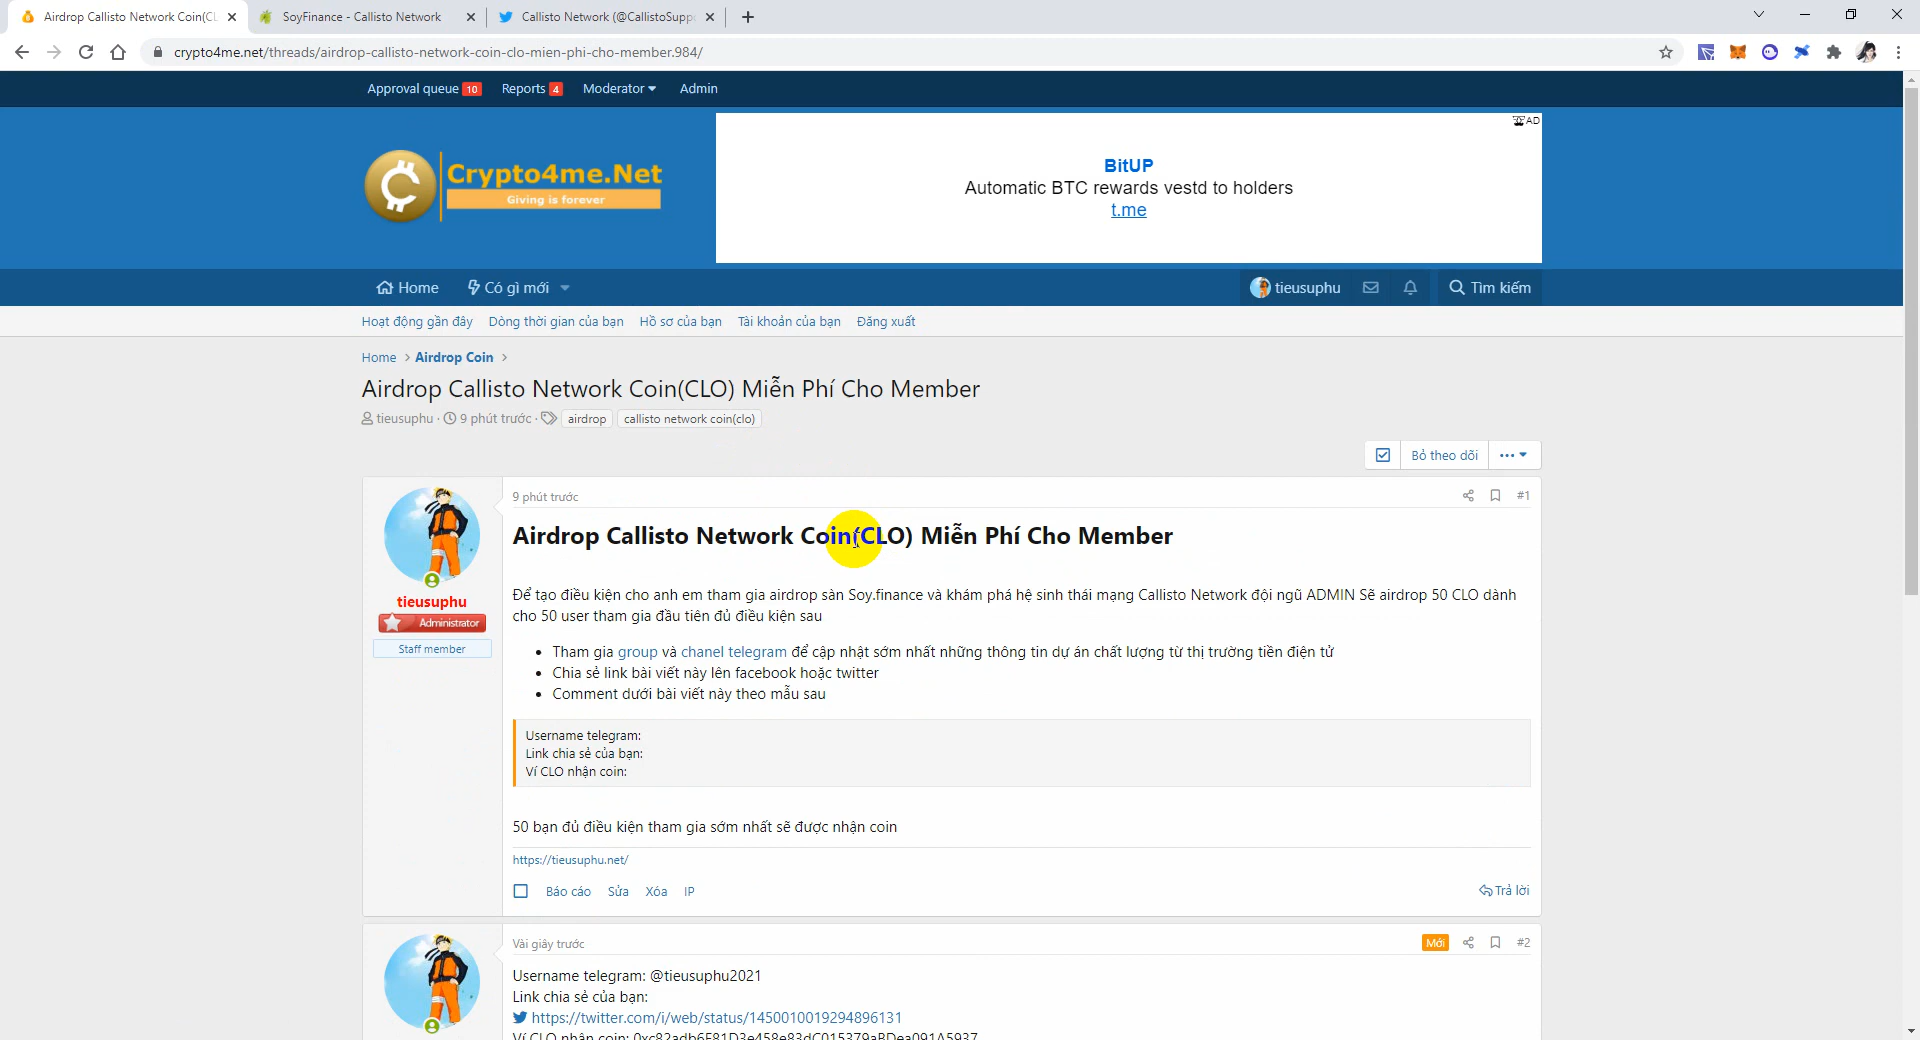 Airdrop Callisto Network Coin(CL
SoyFinance - Callisto Network
Callisto Network (@CallistoSuppo
crypto4me.net/threads/airdrop-callisto-network-coin-clo-mien-phi-cho-member.984/
Approval queue 10 Reports 4 Moderator Admin
AD
BitUP
Automatic BTC rewards vestd to holders
t.me
Crypto4me.Net
Giving is forever
Home Có gì mới tieusuphu Tìm kiếm
Hoạt động gần đây Dòng thời gian của bạn Hồ sơ của bạn Tài khoản của bạn Đăng xuất
Home > Airdrop Coin >
Airdrop Callisto Network Coin(CLO) Miễn Phí Cho Member
tieusuphu · 9 phút trước · airdrop callisto network coin(clo)
Bỏ theo dõi ···
9 phút trước #1
Airdrop Callisto Network Coin(CLO) Miễn Phí Cho Member
tieusuphu
Administrator
Staff member
Để tạo điều kiện cho anh em tham gia airdrop sàn Soy.finance và khám phá hệ sinh thái mạng Callisto Network đội ngũ ADMIN Sẽ airdrop 50 CLO dành
cho 50 user tham gia đầu tiên đủ điều kiện sau
• Tham gia group và chanel telegram để cập nhật sớm nhất những thông tin dự án chất lượng từ thị trường tiền điện tử
• Chia sẻ link bài viết này lên facebook hoặc twitter
• Comment dưới bài viết này theo mẫu sau
Username telegram:
Link chia sẻ của bạn:
Ví CLO nhận coin:
50 bạn đủ điều kiện tham gia sớm nhất sẽ được nhận coin
https://tieusuphu.net/
Báo cáo Sửa Xóa IP Trả lời
Vài giây trước Mới #2
Username telegram: @tieusuphu2021
Link chia sẻ của bạn:
https://twitter.com/i/web/status/1450010019294896131
Ví CLO nhận coin: 0xc82adb6F81D3e458e83dC015379aBDea091A5937